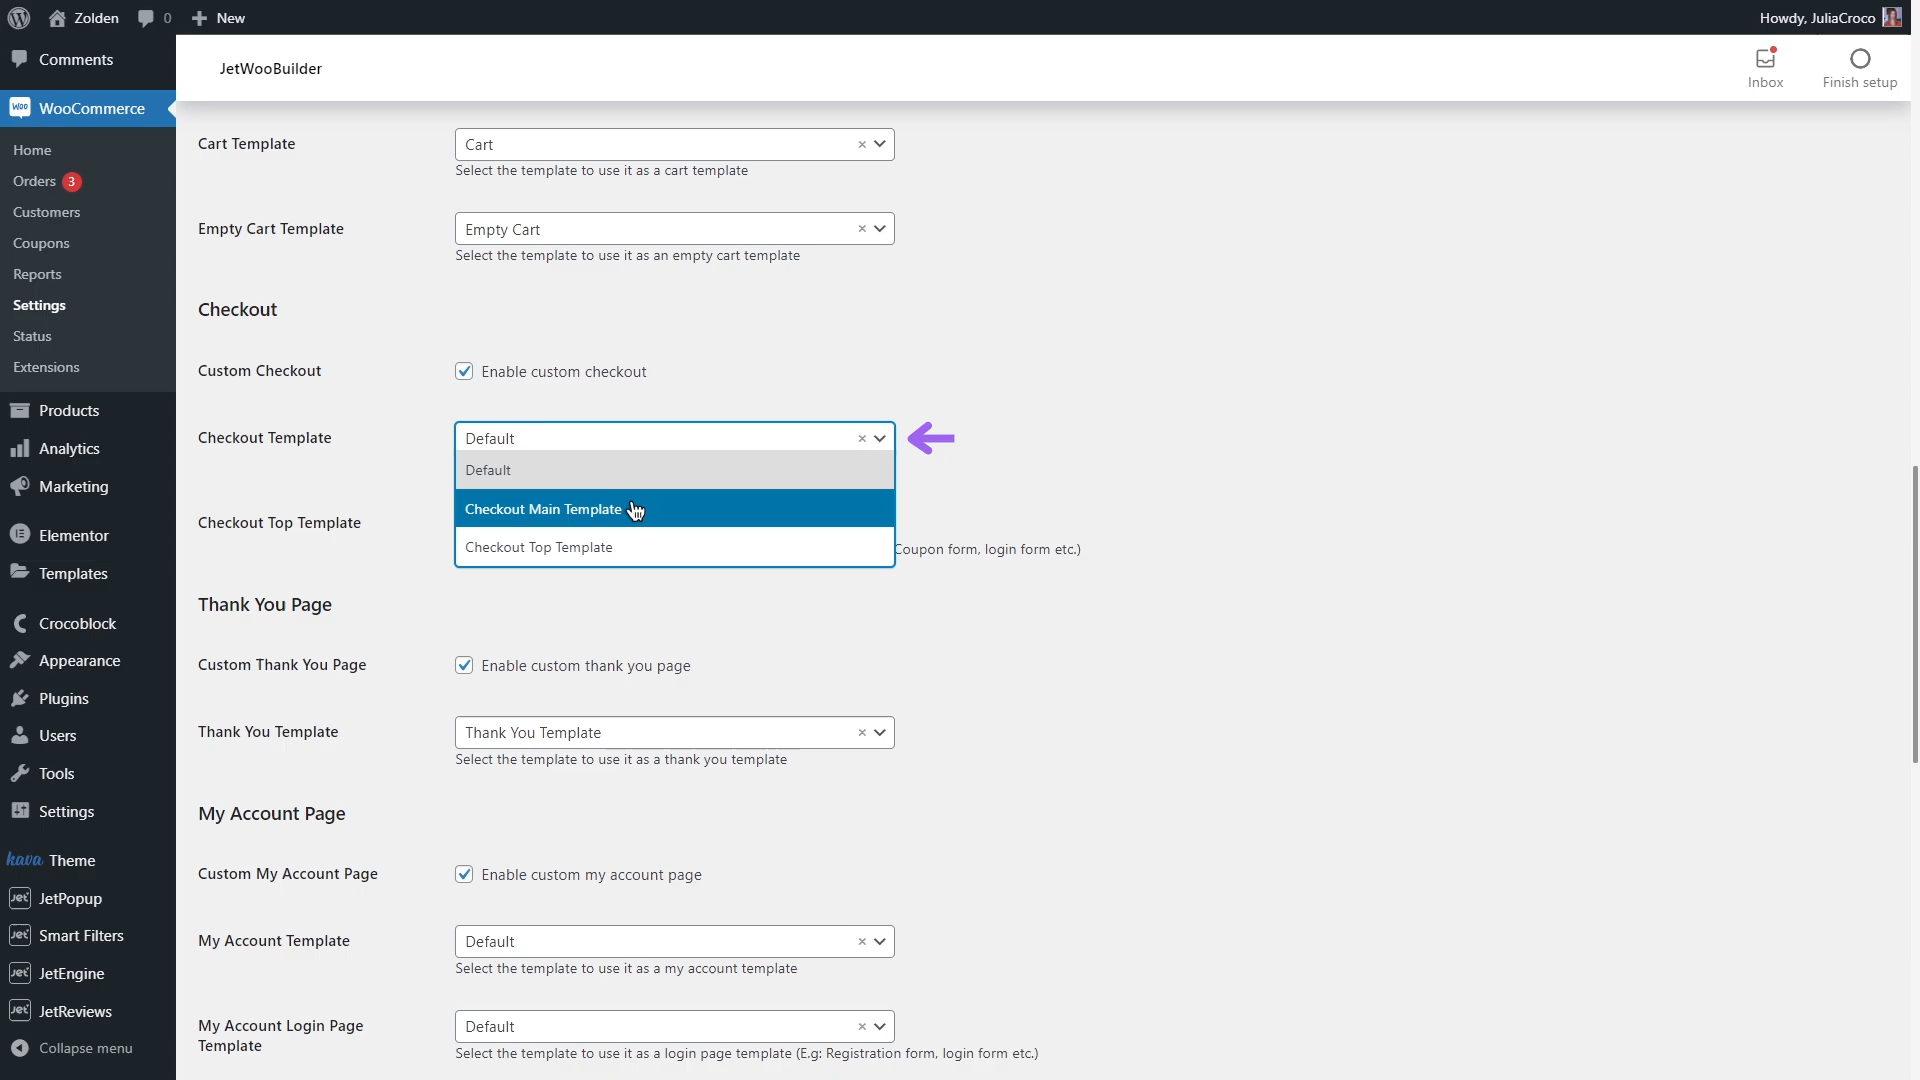 Zolden
0
New
Howdy, JuliaCroco
Comments
WooCommerce
Home
Orders 3
Customers
Coupons
Reports
Settings
Status
Extensions
Products
Analytics
Marketing
Elementor
Templates
Crocoblock
Appearance
Plugins
Users
Tools
Settings
kava Theme
JetPopup
Smart Filters
JetEngine
JetReviews
Collapse menu
JetWooBuilder
Inbox
Finish setup
Cart Template
Cart
Select the template to use it as a cart template
Empty Cart Template
Empty Cart
Select the template to use it as an empty cart template
Checkout
Custom Checkout
Enable custom checkout
Checkout Template
Default
Default
Checkout Main Template
Checkout Top Template
Checkout Top Template
Coupon form, login form etc.)
Thank You Page
Custom Thank You Page
Enable custom thank you page
Thank You Template
Thank You Template
Select the template to use it as a thank you template
My Account Page
Custom My Account Page
Enable custom my account page
My Account Template
Default
Select the template to use it as a my account template
My Account Login Page
Template
Default
Select the template to use it as a login page template (E.g: Registration form, login form etc.)